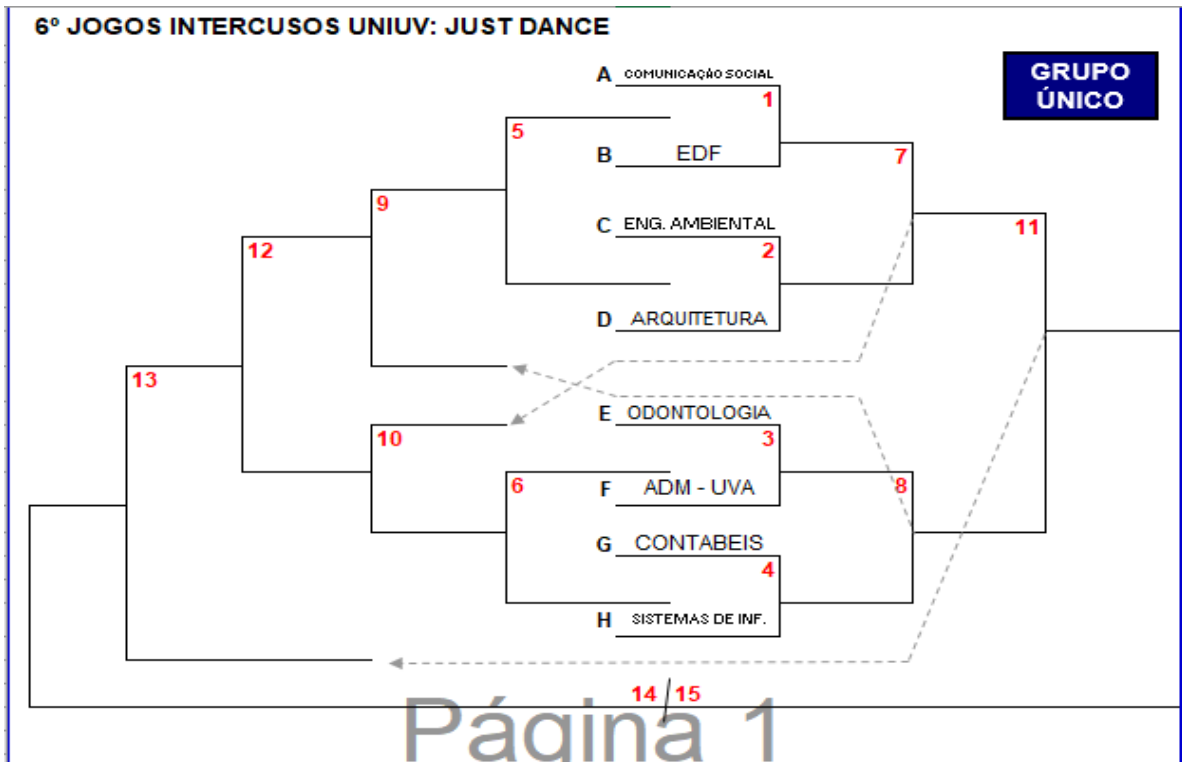 6º JOGOS INTERCUSOS UNIUV: JUST DANCE
GRUPO
ÚNICO
A COMUNICAÇÃO SOCIAL
1
5
B EDF
7
9
C ENG. AMBIENTAL
11
12
2
D ARQUITETURA
13
E ODONTOLOGIA
10
3
6
F ADM - UVA
8
G CONTABEIS
4
H SISTEMAS DE INF.
14 / 15
Página 1